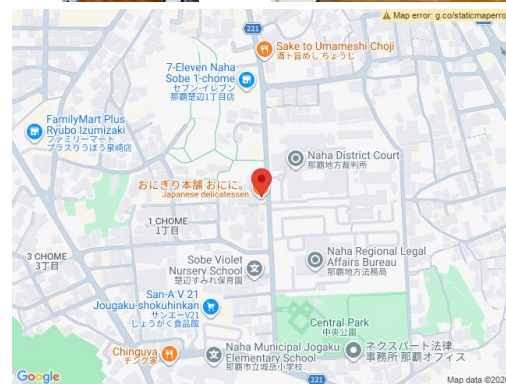 Map error: g.co/staticmaperro
221
Sake to Umameshi Choji
酒ト旨めし ちょうじ
7-Eleven Naha
Sobe 1-chome
セブン-イレブン
那覇楚辺1丁目店
FamilyMart Plus
Ryubo Izumizaki
ファミリーマート
プラスりうぼう泉崎店
Naha District Court
那覇地方裁判所
おにぎり本舗 おにに。
Japanese delicatessen
1 CHOME
1丁目
3 CHOME
3丁目
Sobe Violet
Nursery School
楚辺すみれ保育園
Naha Regional Legal
Affairs Bureau
那覇地方法務局
San-A V 21
Jougaku-shokuhinkan
サンエーV21
じょうがく食品館
Central Park
中央公園
Chinguva
チング家
Naha Municipal Jogaku
Elementary School
那覇市立城岳小学校
ネクスパート法律
事務所 那覇オフィス
Google
221
Map data ©2026